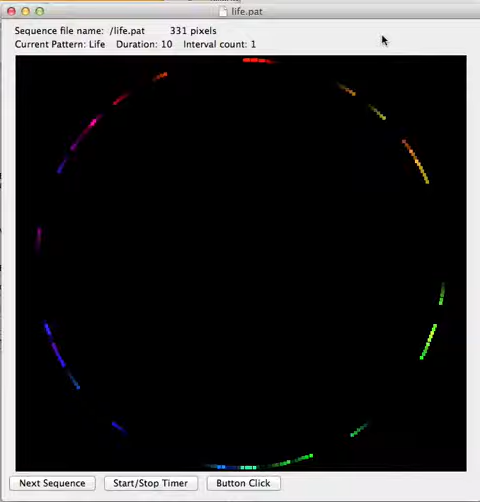 life.pat
Sequence file name: /life.pat 331 pixels
Current Pattern: Life Duration: 10 Interval count: 1
Next Sequence Start/Stop Timer Button Click